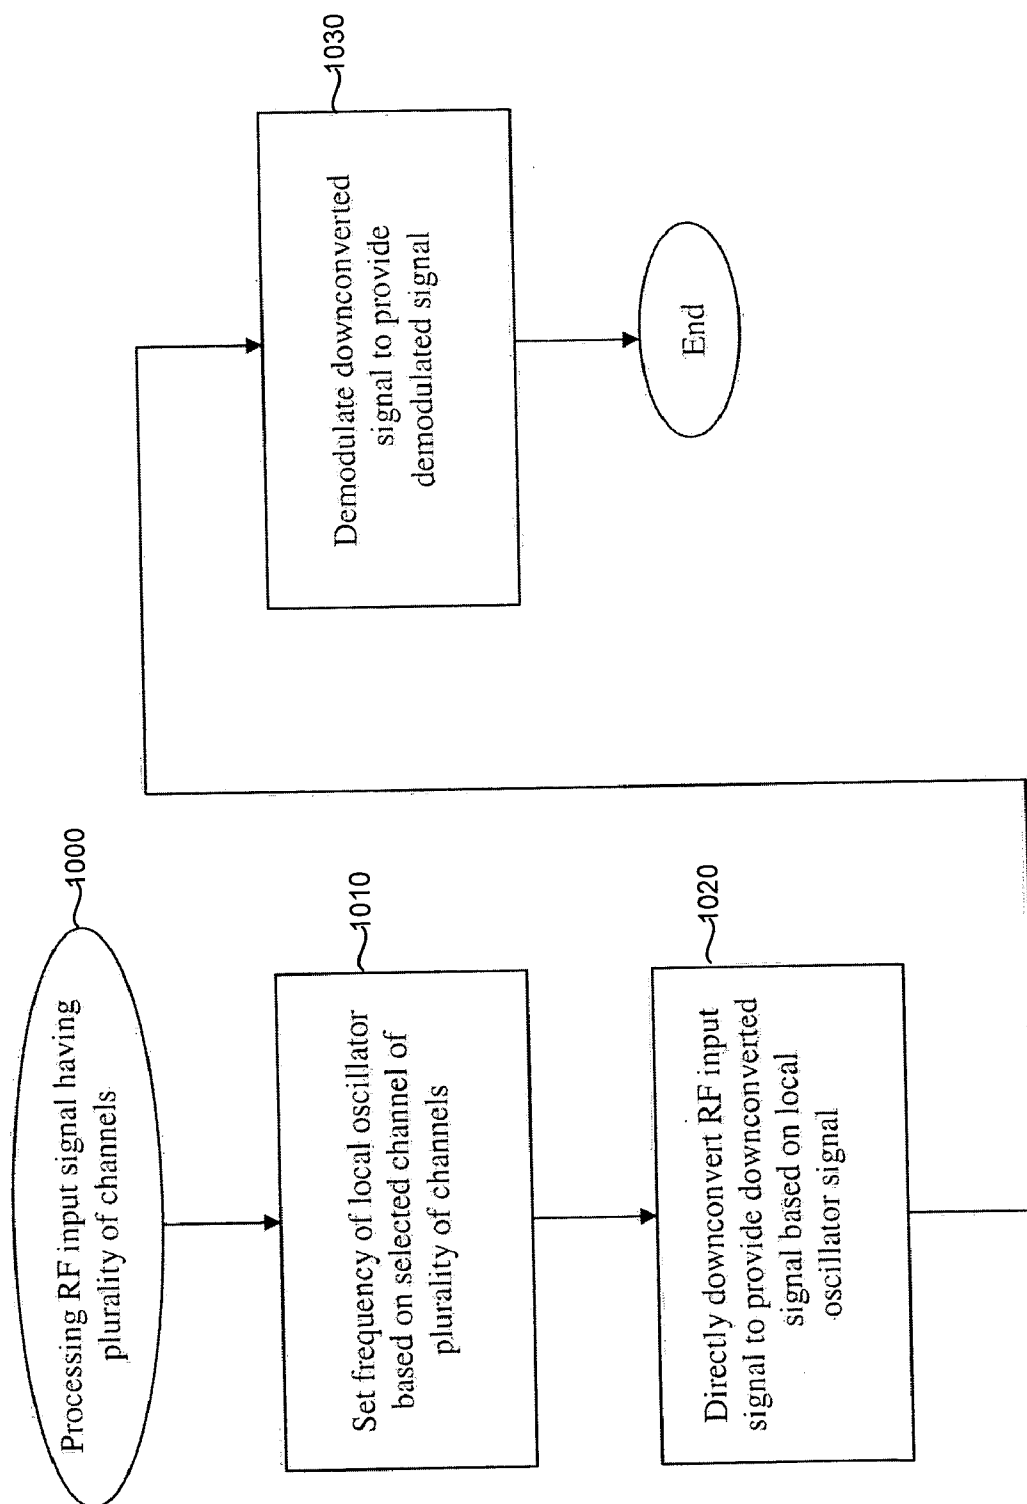 1000
Processing RF input signal having
plurality of channels
1010
Set frequency of local oscillator
based on selected channel of
plurality of channels
1020
Directly downconvert RF input
signal to provide downconverted
signal based on local
oscillator signal
1030
Demodulate downconverted
signal to provide
demodulated signal
End